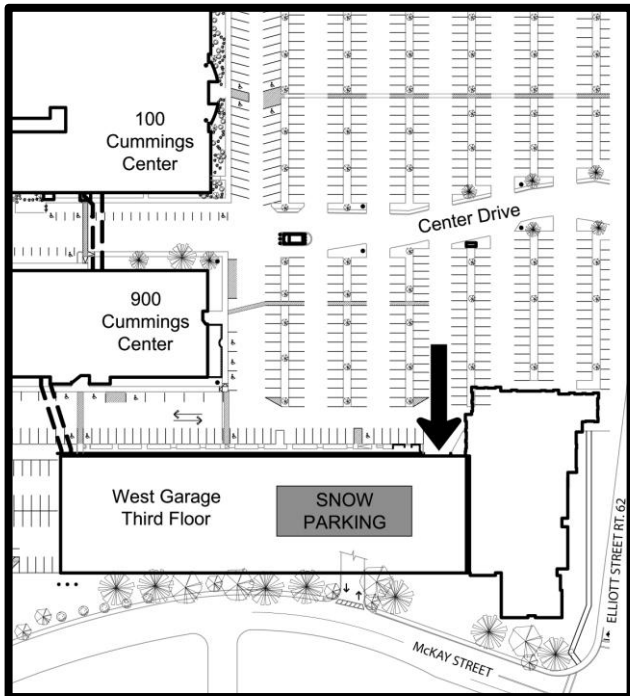 100
Cummings
Center
Center Drive
900
Cummings
Center
West Garage
Third Floor
SNOW
PARKING
ELLIOTT STREET RT. 62
McKAY STREET